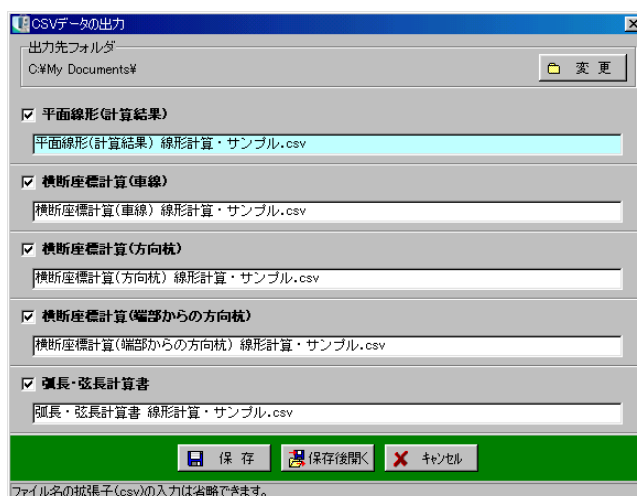 CSVデータの出力
出力先フォルダ
C:¥My Documents¥
変 更
平面線形(計算結果)
平面線形(計算結果) 線形計算・サンプル.csv
横断座標計算(車線)
横断座標計算(車線) 線形計算・サンプル.csv
横断座標計算(方向杭)
横断座標計算(方向杭) 線形計算・サンプル.csv
横断座標計算(端部からの方向杭)
横断座標計算(端部からの方向杭) 線形計算・サンプル.csv
弧長・弦長計算書
弧長・弦長計算書 線形計算・サンプル.csv
保 存 保存後開く キャンセル
ファイル名の拡張子(csv)の入力は省略できます。